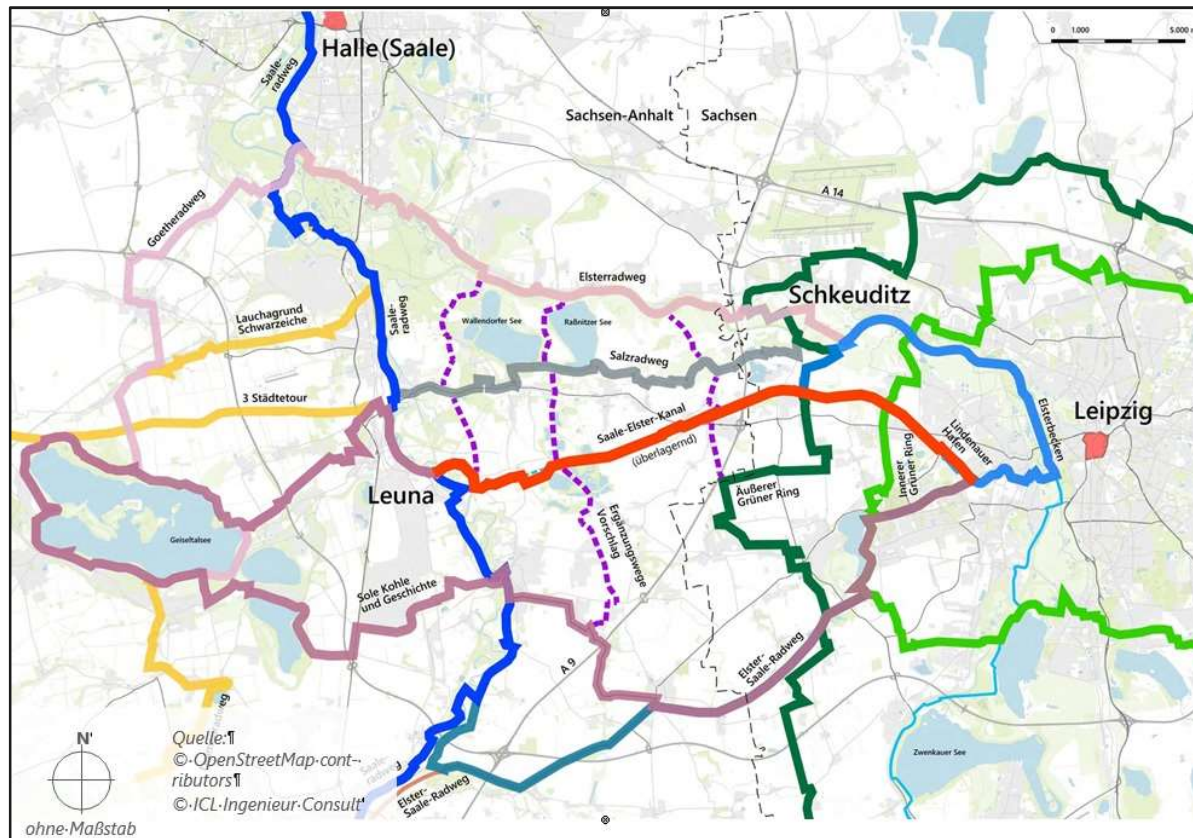 Halle (Saale)
0 1.000 5.000
Saale-
radweg
Sachsen-Anhalt
Sachsen
A 14
Goetheradweg
Elsterradweg
Schkeuditz
Lauchagrund
Schwarzeiche
Saale-
radweg
Wallendorfer See
Raßnitzer See
Salzradweg
3 Städtetour
Saale-Elster-Kanal
(überlagernd)
Leipzig
Elsterbecken
Lindenauer
Hafen
Innerer
Grüner Ring
Leuna
Äußerer
Grüner Ring
Ergänzungswege
Vorschlag
Geiseltalsee
Sole Kohle
und Geschichte
Elster-
Saale-Radweg
A 9
Zwenkauer See
radweg
Saale-
radweg
Elster-
Saale-Radweg
N'
Quelle:¶
©·OpenStreetMap·cont-
ributors¶
©·ICL·Ingenieur·Consult
ohne·Maßstab